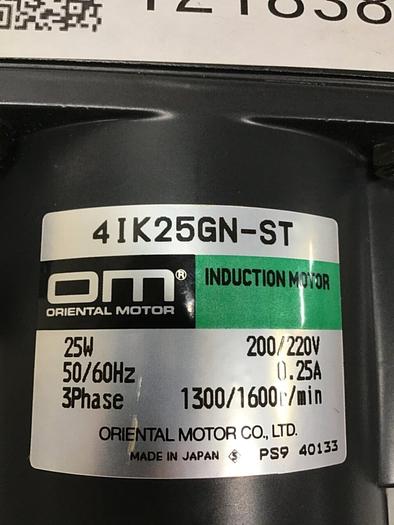 4IK25GN-ST
OM®
ORIENTAL MOTOR
INDUCTION MOTOR
25W 200/220V
50/60Hz 0.25A
3Phase 1300/1600r/min
ORIENTAL MOTOR CO., LTD.
MADE IN JAPAN S PS9 40133